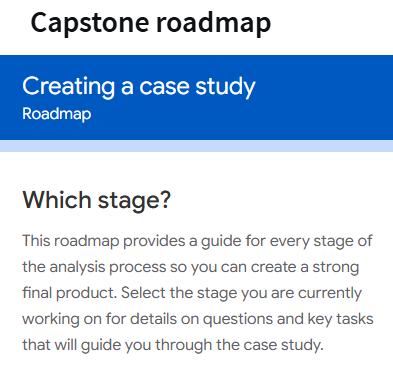 Capstone roadmap
Creating a case study
Roadmap
Which stage?
This roadmap provides a guide for every stage of
the analysis process so you can create a strong
final product. Select the stage you are currently
working on for details on questions and key tasks
that will guide you through the case study.